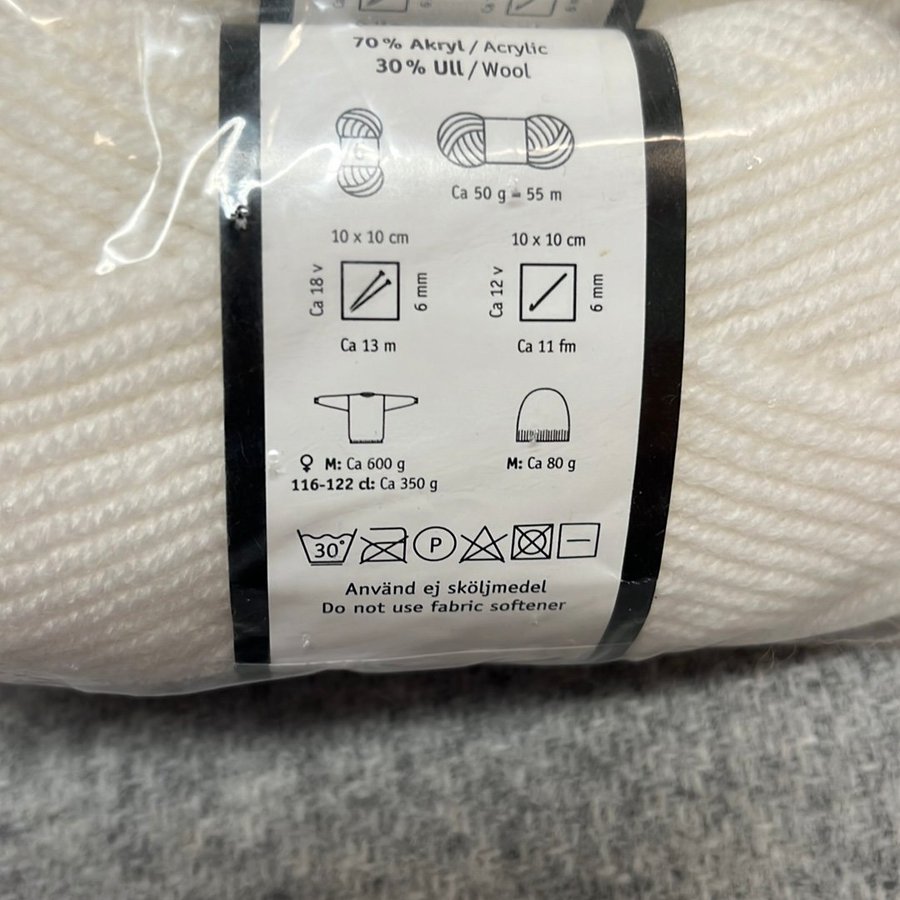 70 % Akryl / Acrylic
30 % Ull / Wool
Ca 50 g = 55 m
10 x 10 cm
10 x 10 cm
Ca 18 v
6 mm
Ca 12 v
6 mm
Ca 13 m
Ca 11 fm
♀ M: Ca 600 g
M: Ca 80 g
116-122 cl: Ca 350 g
30°
P
Använd ej sköljmedel
Do not use fabric softener